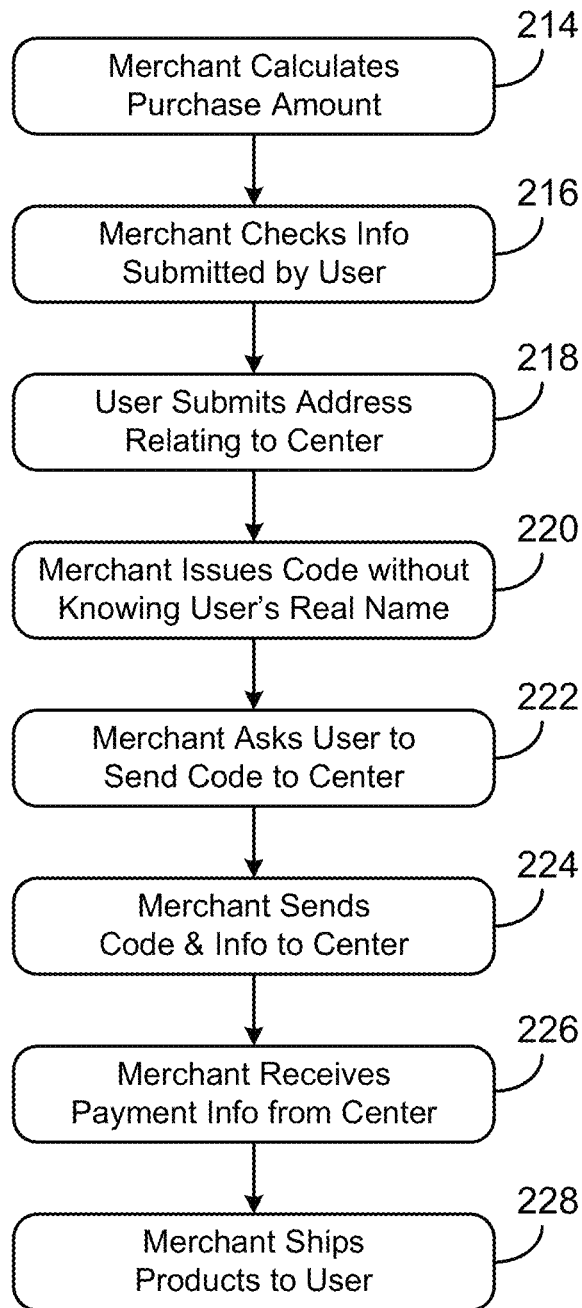 214
Merchant Calculates
Purchase Amount
216
Merchant Checks Info
Submitted by User
218
User Submits Address
Relating to Center
220
Merchant Issues Code without
Knowing User's Real Name
222
Merchant Asks User to
Send Code to Center
224
Merchant Sends
Code & Info to Center
226
Merchant Receives
Payment Info from Center
228
Merchant Ships
Products to User